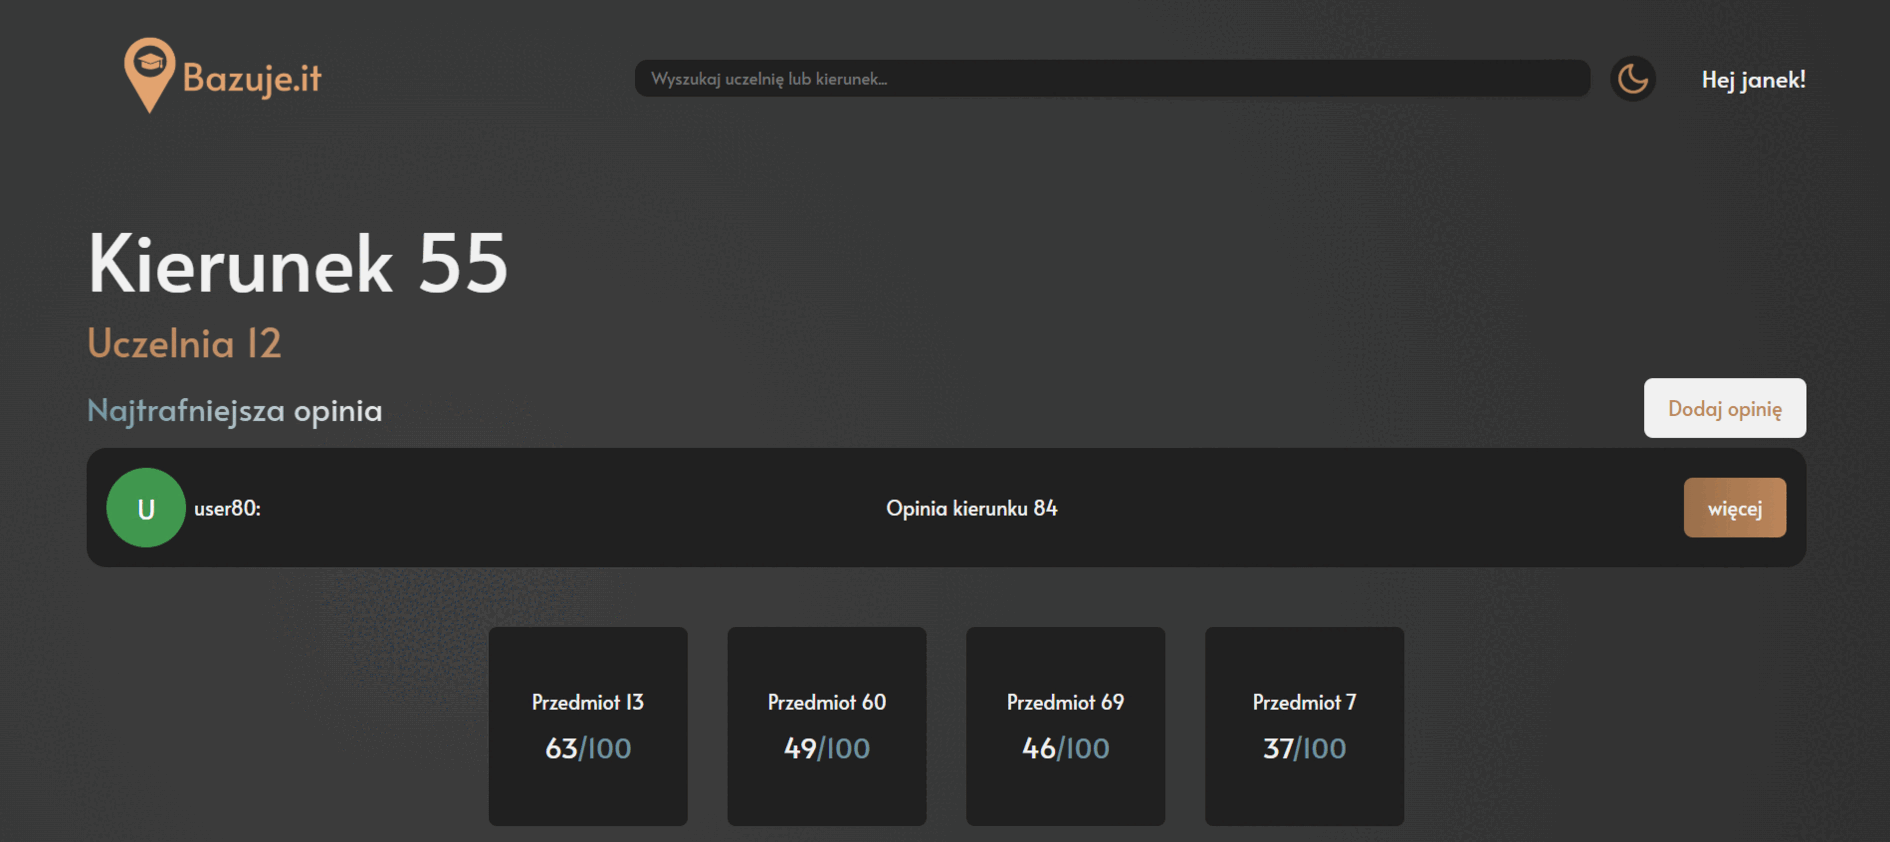 Bazuje.it
Wyszukaj uczelnię lub kierunek...
Hej janek!
Kierunek 55
Uczelnia 12
Najtrafniejsza opinia
Dodaj opinię
U
user80:
Opinia kierunku 84
więcej
Przedmiot 13
63/100
Przedmiot 60
49/100
Przedmiot 69
46/100
Przedmiot 7
37/100